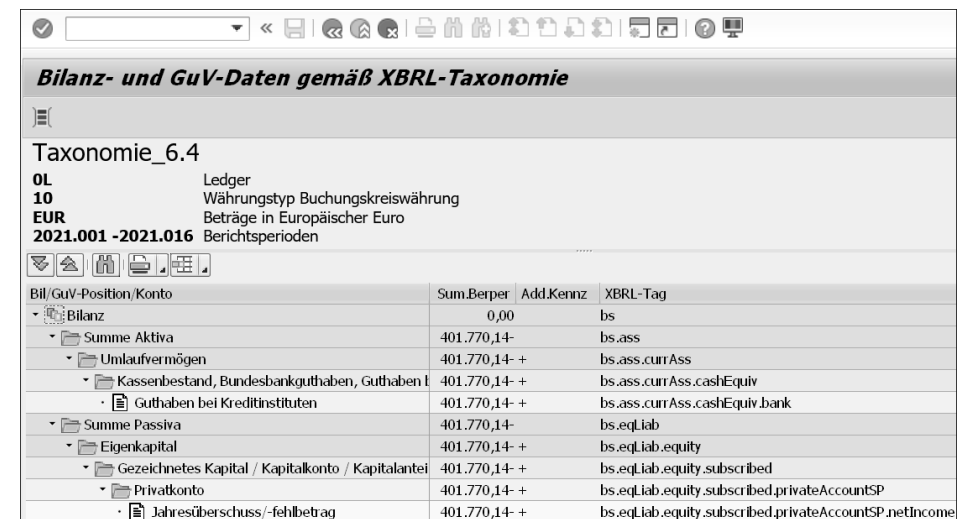 Bilanz- und GuV-Daten gemäß XBRL-Taxonomie
Taxonomie_6.4
0L Ledger
10 Währungstyp Buchungskreiswährung
EUR Beträge in Europäischer Euro
2021.001 -2021.016 Berichtsperioden
Bil/GuV-Position/Konto Sum.Berper Add.Kennz XBRL-Tag
Bilanz 0,00 bs
Summe Aktiva 401.770,14- bs.ass
Umlaufvermögen 401.770,14- + bs.ass.currAss
Kassenbestand, Bundesbankguthaben, Guthaben 401.770,14- + bs.ass.currAss.cashEquiv
Guthaben bei Kreditinstituten 401.770,14- + bs.ass.currAss.cashEquiv.bank
Summe Passiva 401.770,14- bs.eqLiab
Eigenkapital 401.770,14- + bs.eqLiab.equity
Gezeichnetes Kapital / Kapitalkonto / Kapitalantei 401.770,14- + bs.eqLiab.equity.subscribed
Privatkonto 401.770,14- + bs.eqLiab.equity.subscribed.privateAccountSP
Jahresüberschuss/-fehlbetrag 401.770,14- + bs.eqLiab.equity.subscribed.privateAccountSP.netIncome